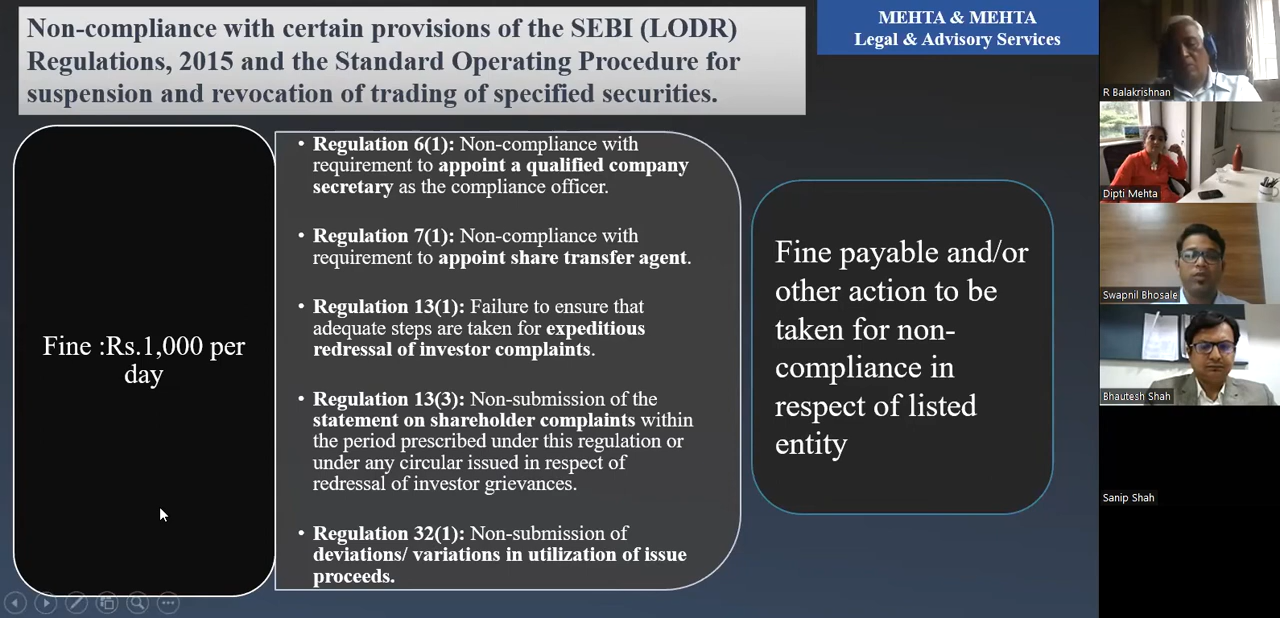 Non-compliance with certain provisions of the SEBI (LODR)
Regulations, 2015 and the Standard Operating Procedure for
suspension and revocation of trading of specified securities.
MEHTA & MEHTA
Legal & Advisory Services
Fine :Rs.1,000 per
day
• Regulation 6(1): Non-compliance with
requirement to appoint a qualified company
secretary as the compliance officer.
• Regulation 7(1): Non-compliance with
requirement to appoint share transfer agent.
• Regulation 13(1): Failure to ensure that
adequate steps are taken for expeditious
redressal of investor complaints.
• Regulation 13(3): Non-submission of the
statement on shareholder complaints within
the period prescribed under this regulation or
under any circular issued in respect of
redressal of investor grievances.
• Regulation 32(1): Non-submission of
deviations/ variations in utilization of issue
proceeds.
Fine payable and/or
other action to be
taken for non-
compliance in
respect of listed
entity
R Balakrishnan
Dipti Mehta
Swapnil Bhosale
Bhautesh Shah
Sanip Shah